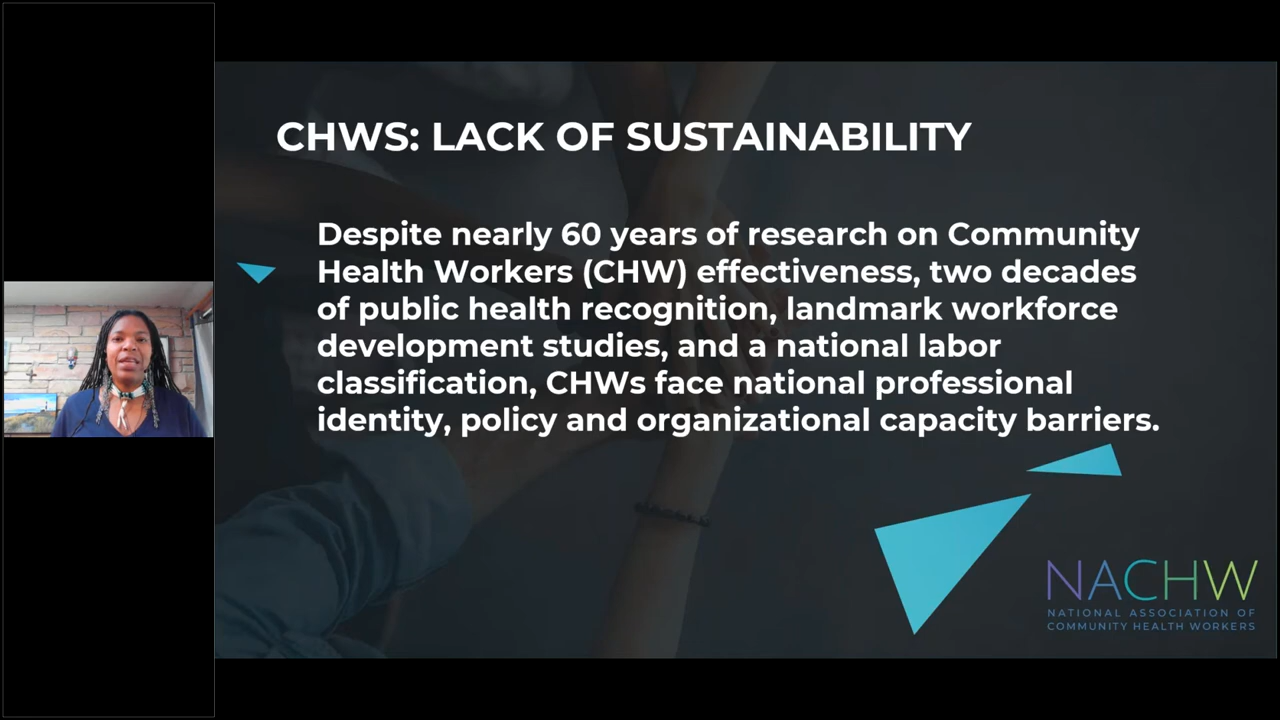 CHWS: LACK OF SUSTAINABILITY
Despite nearly 60 years of research on Community
Health Workers (CHW) effectiveness, two decades
of public health recognition, landmark workforce
development studies, and a national labor
classification, CHWs face national professional
identity, policy and organizational capacity barriers.
NACHW
NATIONAL ASSOCIATION OF
COMMUNITY HEALTH WORKERS